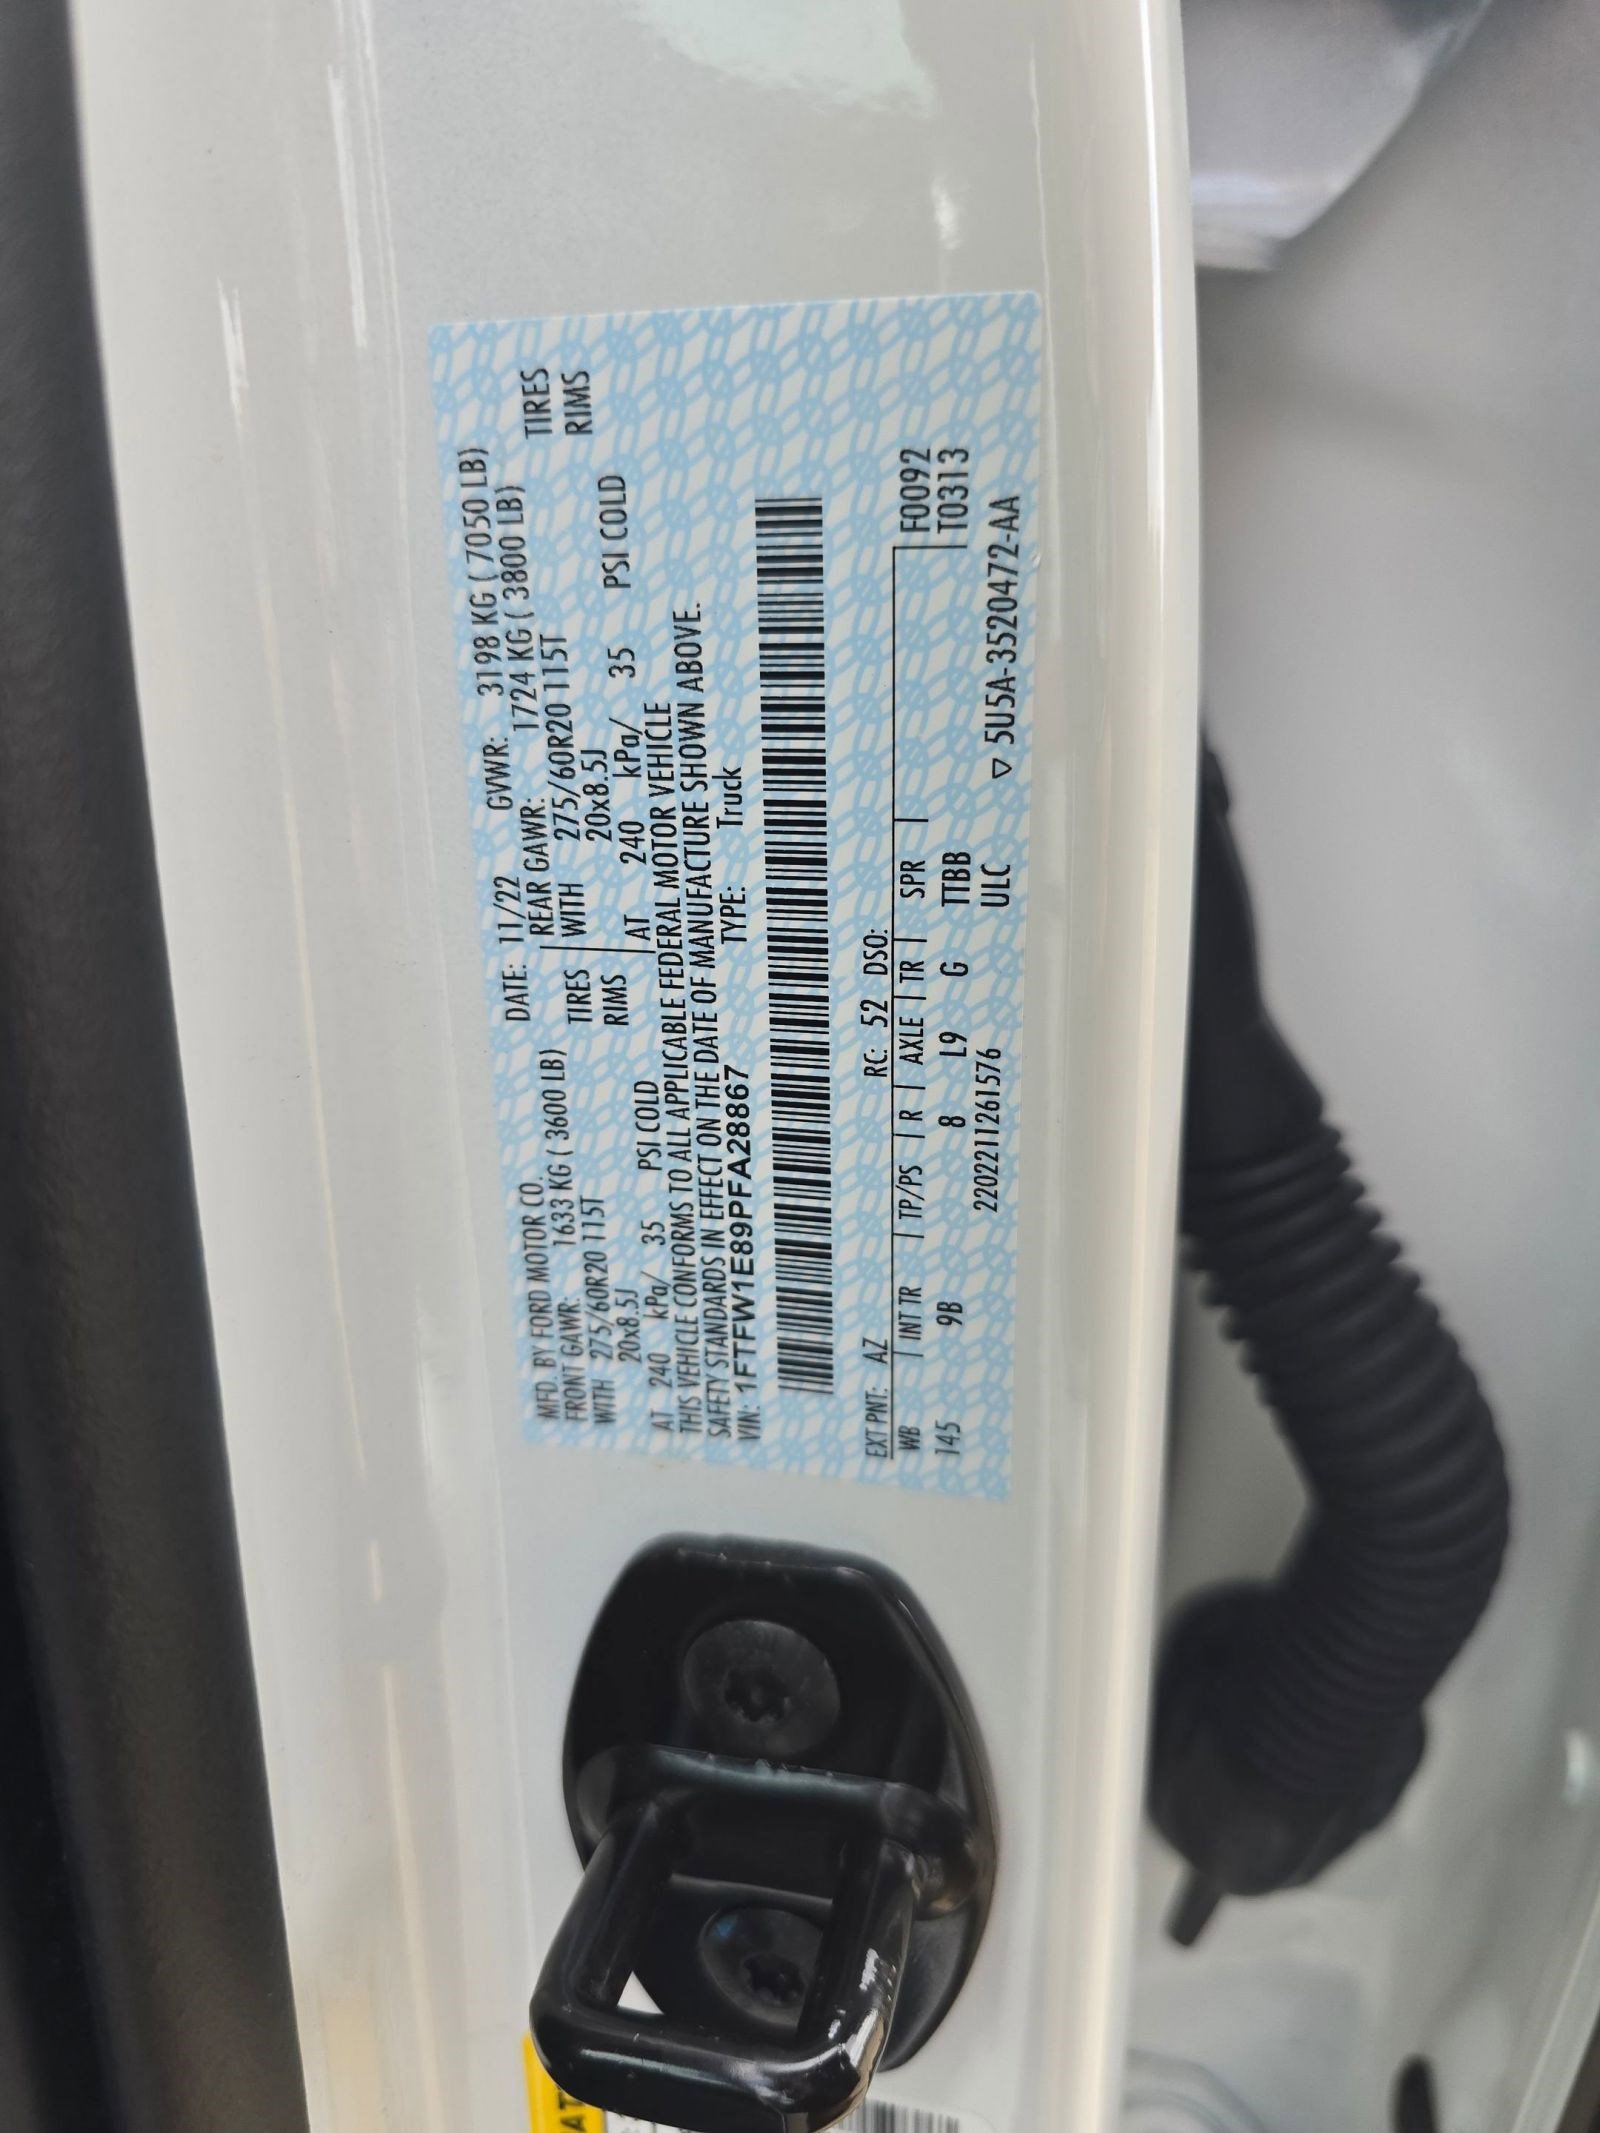 MFD. BY FORD MOTOR CO.
DATE: 11/22 GVWR: 3198 KG ( 7050 LB)
FRONT GAWR: 1633 KG ( 3600 LB)
REAR GAWR: 1724 KG ( 3800 LB)
WITH 275/60R20 115T TIRES
WITH 275/60R20 115T TIRES
20x8.5J RIMS
20x8.5J RIMS
AT 240 kPa/ 35 PSI COLD
AT 240 kPa/ 35 PSI COLD
THIS VEHICLE CONFORMS TO ALL APPLICABLE FEDERAL MOTOR VEHICLE
SAFETY STANDARDS IN EFFECT ON THE DATE OF MANUFACTURE SHOWN ABOVE.
VIN: 1FTFW1E89PFA28867 TYPE: Truck
EXT PNT: AZ RC: 52 DSO:
WB INT TR TP/PS R AXLE TR SPR F0092
145 9B 8 L9 G TTBB T0313
2202211261576 ULC ▽ 5U5A-3520472-AA
AT